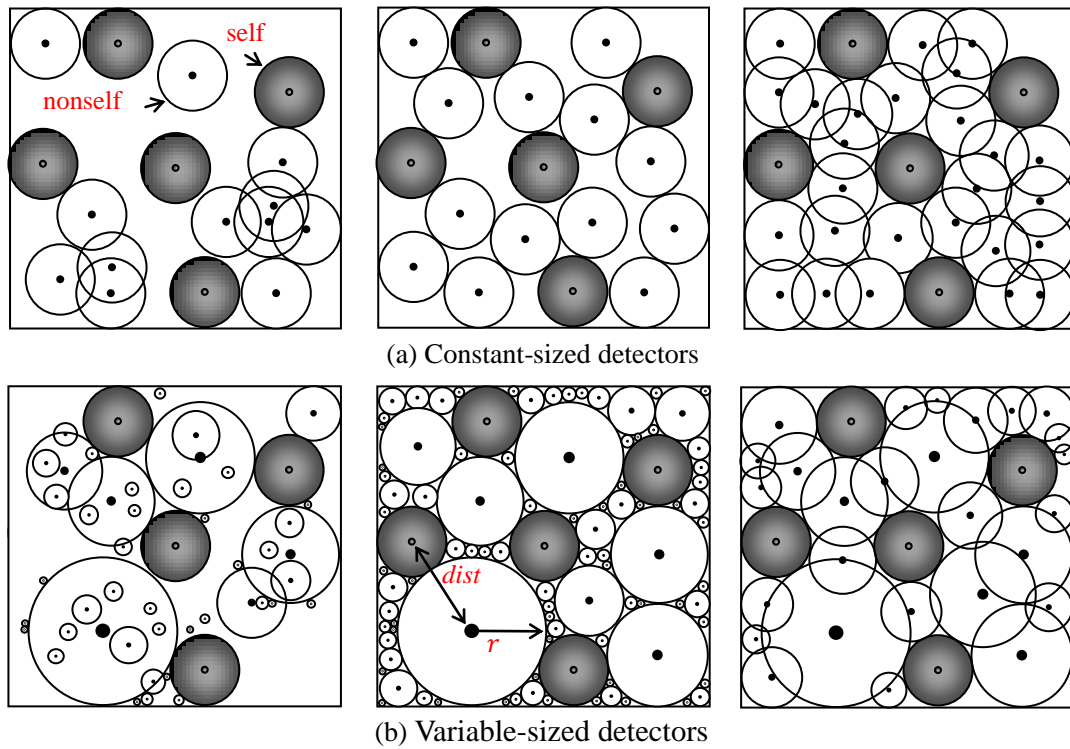 self
nonself
(a) Constant-sized detectors
dist
r
(b) Variable-sized detectors